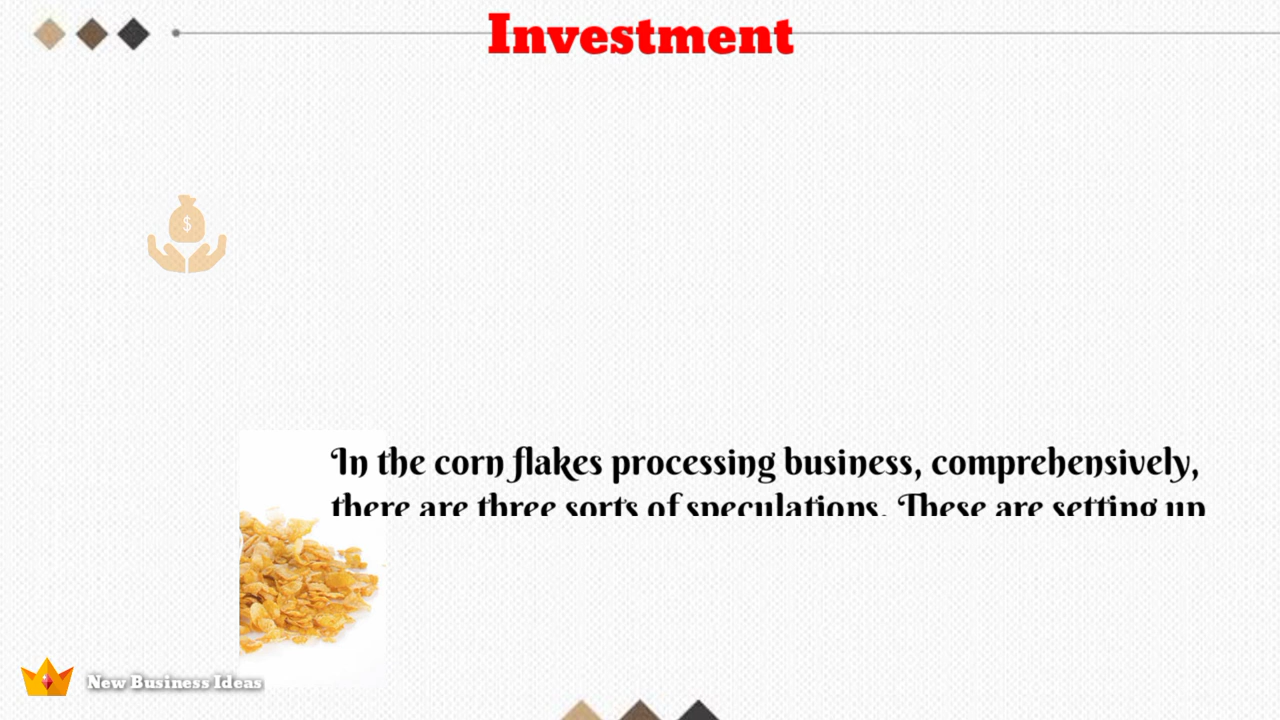 Investment
$
In the corn flakes processing business, comprehensively,
there are three sorts of speculations. These are setting up
New Business Ideas